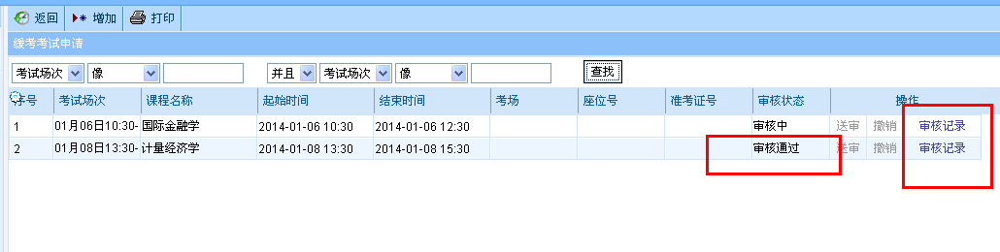 返回 增加 打印
缓考考试申请
考试场次 像 并且 考试场次 像 查找
序号 考试场次 课程名称 起始时间 结束时间 考场 座位号 准考证号 审核状态 操作
1 01月06日10:30- 国际金融学 2014-01-06 10:30 2014-01-06 12:30 审核中 送审 撤销 审核记录
2 01月08日13:30- 计量经济学 2014-01-08 13:30 2014-01-08 15:30 审核通过 送审 撤销 审核记录